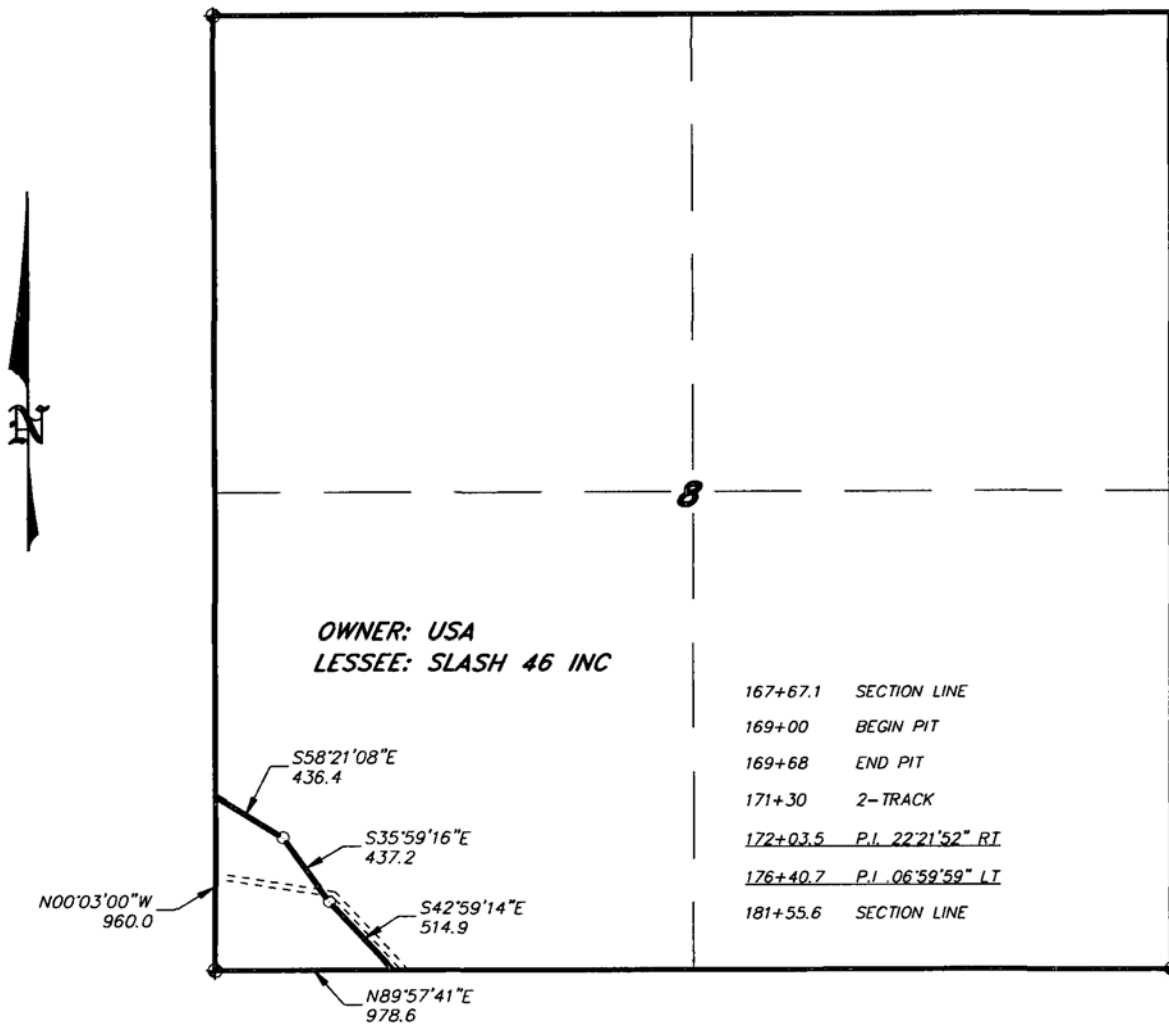 N
8
OWNER: USA
LESSEE: SLASH 46 INC
167+67.1 SECTION LINE
169+00 BEGIN PIT
169+68 END PIT
171+30 2-TRACK
172+03.5 P.I. 22°21'52" RT
176+40.7 P.I. 06°59'59" LT
181+55.6 SECTION LINE
S58°21'08"E
436.4
S35°59'16"E
437.2
S42°59'14"E
514.9
N00°03'00"W
960.0
N89°57'41"E
978.6